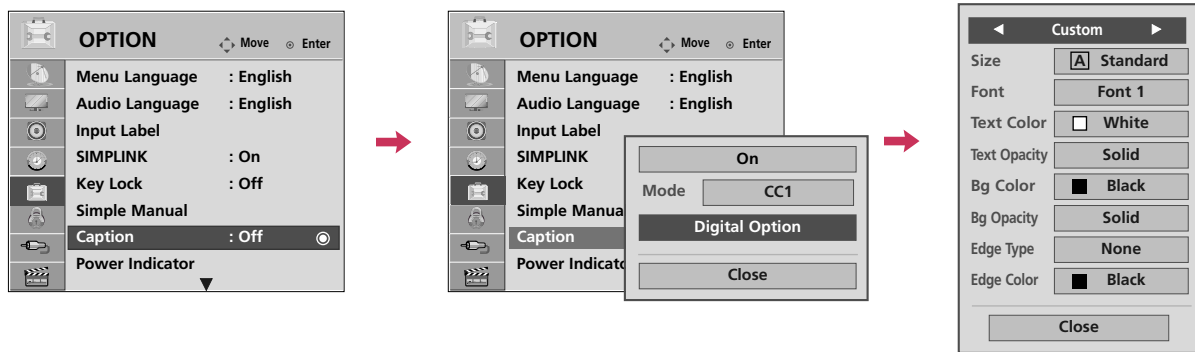 OPTION Move Enter
Menu Language : English
Audio Language : English
Input Label
SIMPLINK : On
Key Lock : Off
Simple Manual
Caption : Off
Power Indicator
OPTION Move Enter
Menu Language : English
Audio Language : English
Input Label
SIMPLINK
Key Lock
Simple Manua
Caption
Power Indicato
On
Mode CC1
Digital Option
Close
Custom
Size A Standard
Font Font 1
Text Color White
Text Opacity Solid
Bg Color Black
Bg Opacity Solid
Edge Type None
Edge Color Black
Close